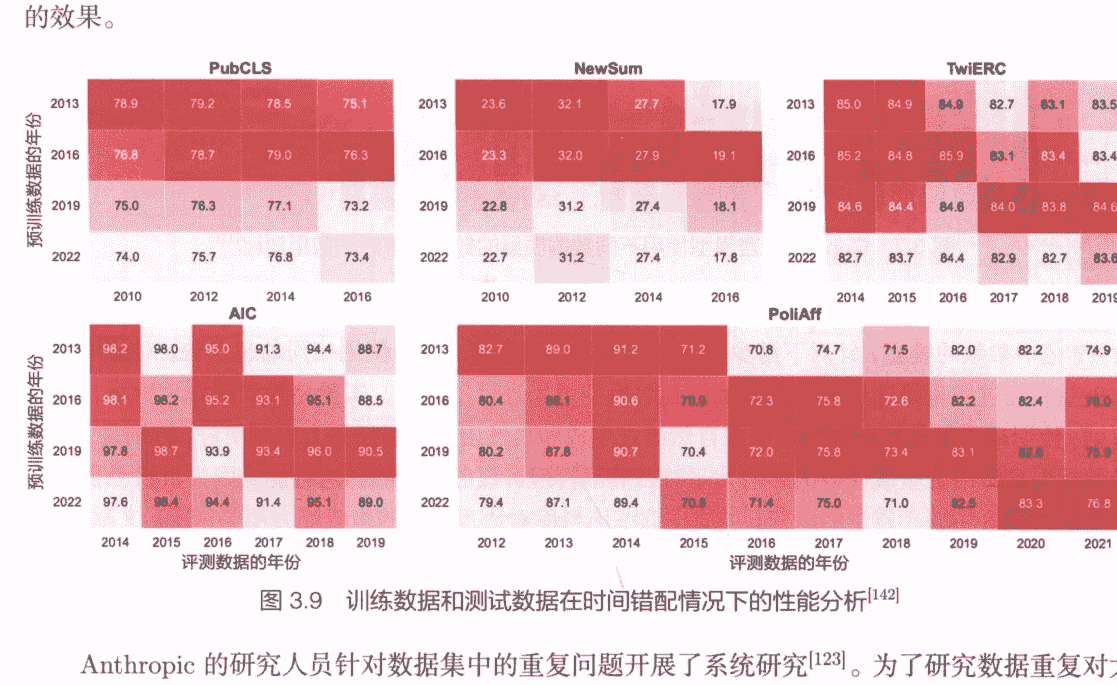 的效果。
PubCLS NewSum TwiERC
预训练数据的年份
2013 78.9 79.2 78.5 75.1 2013 23.6 32.1 27.7 17.9 2013 85.0 84.9 84.9 82.7 83.1 83.5
2016 76.8 78.7 79.0 76.3 2016 23.3 32.0 27.9 19.1 2016 85.2 84.8 85.9 83.1 83.4 83.4
2019 75.0 76.3 77.1 73.2 2019 22.8 31.2 27.4 18.1 2019 84.6 84.4 84.6 84.0 83.8 84.6
2022 74.0 75.7 76.8 73.4 2022 22.7 31.2 27.4 17.8 2022 82.7 83.7 84.4 82.9 82.7 83.6
2010 2012 2014 2016 2010 2012 2014 2016 2014 2015 2016 2017 2018 2019
AIC PoliAff
预训练数据的年份
2013 98.2 98.0 95.0 91.3 94.4 88.7 2013 82.7 89.0 91.2 71.2 70.8 74.7 71.5 82.0 82.2 74.9
2016 98.1 98.2 95.2 93.1 95.1 88.5 2016 80.4 88.1 90.6 72.3 75.8 72.6 82.2 82.4 76.0
2019 97.8 98.7 93.9 93.4 96.0 90.5 2019 80.2 87.8 90.7 70.4 72.0 75.8 73.4 83.1 82.8 75.9
2022 97.6 98.4 94.4 91.4 95.1 89.0 2022 79.4 87.1 89.4 70.8 71.4 75.0 71.0 82.5 83.3 76.8
2014 2015 2016 2017 2018 2019 2012 2013 2014 2015 2016 2017 2018 2019 2020 2021
评测数据的年份 评测数据的年份
图 3.9 训练数据和测试数据在时间错配情况下的性能分析[142]
Anthropic 的研究人员针对数据集中的重复问题开展了系统研究[123]。为了研究数据重复对